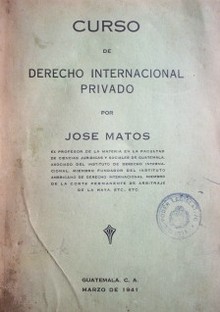 CURSO
DE
DERECHO INTERNACIONAL
PRIVADO
POR
JOSE MATOS
EX PROFESOR DE LA MATERIA EN LA FACULTAD
DE CIENCIAS JURIDICAS Y SOCIALES DE GUATEMALA,
ASOCIADO DEL INSTITUTO DE DERECHO INTERNA-
CIONAL, MIEMBRO FUNDADOR DEL INSTITUTO
AMERICANO DE DERECHO INTERNACIONAL, MIEMBRO
DE LA CORTE PERMANENTE DE ARBITRAJE
DE LA HAYA, ETC., ETC.
GUATEMALA, C. A.
MARZO DE 1941